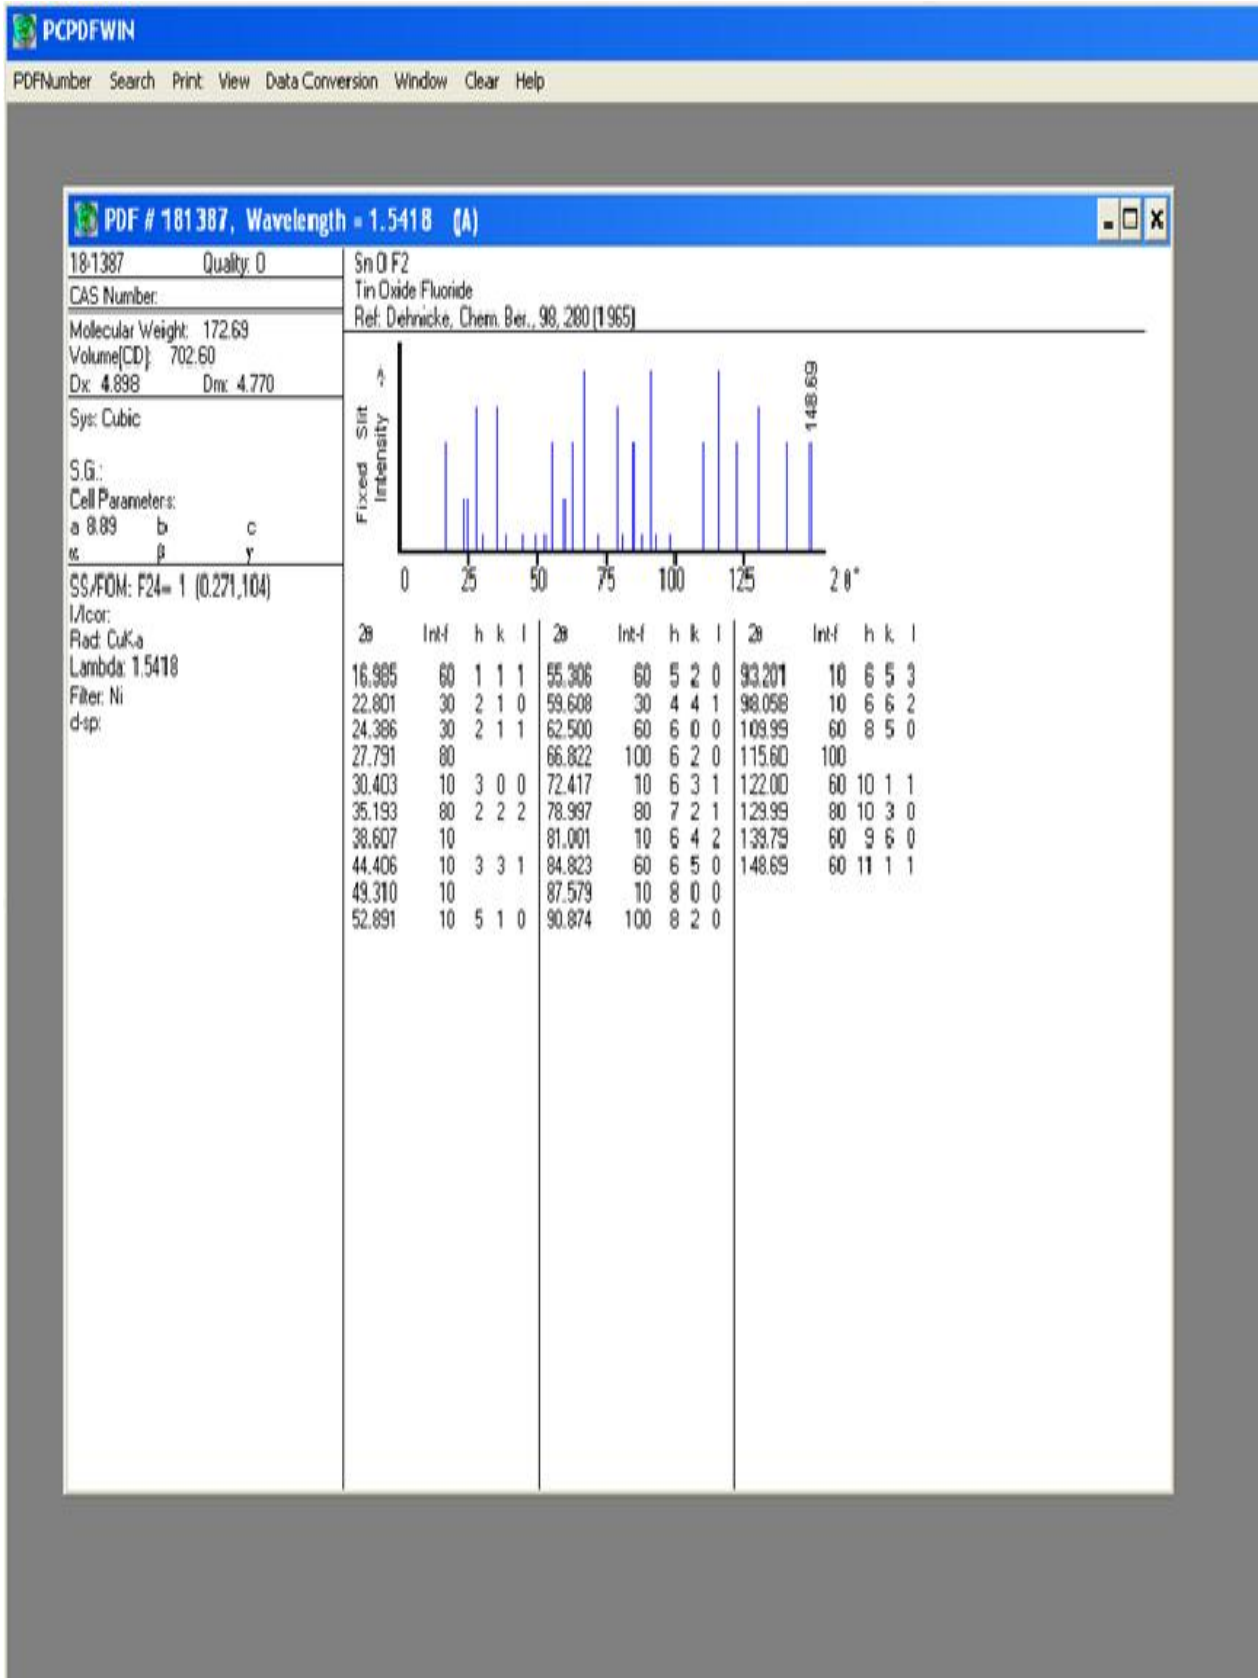 PCPDFWIN
PDFNumber Search Print View Data Conversion Window Clear Help
PDF # 181387, Wavelength = 1.5418 (A)
18-1387 Quality: O
CAS Number:
Molecular Weight: 172.69
Volume[CD]: 702.60
Dx: 4.898 Dm: 4.770
Sys: Cubic
S.G.:
Cell Parameters:
a 8.89 b c
α β γ
SS/FOM: F24= 1 (0.271,104)
I/Icor:
Rad: CuKa
Lambda: 1.5418
Filter: Ni
d-sp:
Sn O F2
Tin Oxide Fluoride
Ref: Dehnicke, Chem. Ber., 98, 280 (1965)
Fixed Slit
Intensity →
148.69
0 25 50 75 100 125 2 θ°
2θ Int-f h k l 2θ Int-f h k l 2θ Int-f h k l
16.985 60 1 1 1 55.306 60 5 2 0 93.201 10 6 5 3
22.801 30 2 1 0 59.608 30 4 4 1 98.058 10 6 6 2
24.386 30 2 1 1 62.500 60 6 0 0 109.99 60 8 5 0
27.791 80 66.822 100 6 2 0 115.60 100
30.403 10 3 0 0 72.417 10 6 3 1 122.00 60 10 1 1
35.193 80 2 2 2 78.997 80 7 2 1 129.99 80 10 3 0
38.607 10 81.001 10 6 4 2 139.79 60 9 6 0
44.406 10 3 3 1 84.823 60 6 5 0 148.69 60 11 1 1
49.310 10 87.579 10 8 0 0
52.891 10 5 1 0 90.874 100 8 2 0